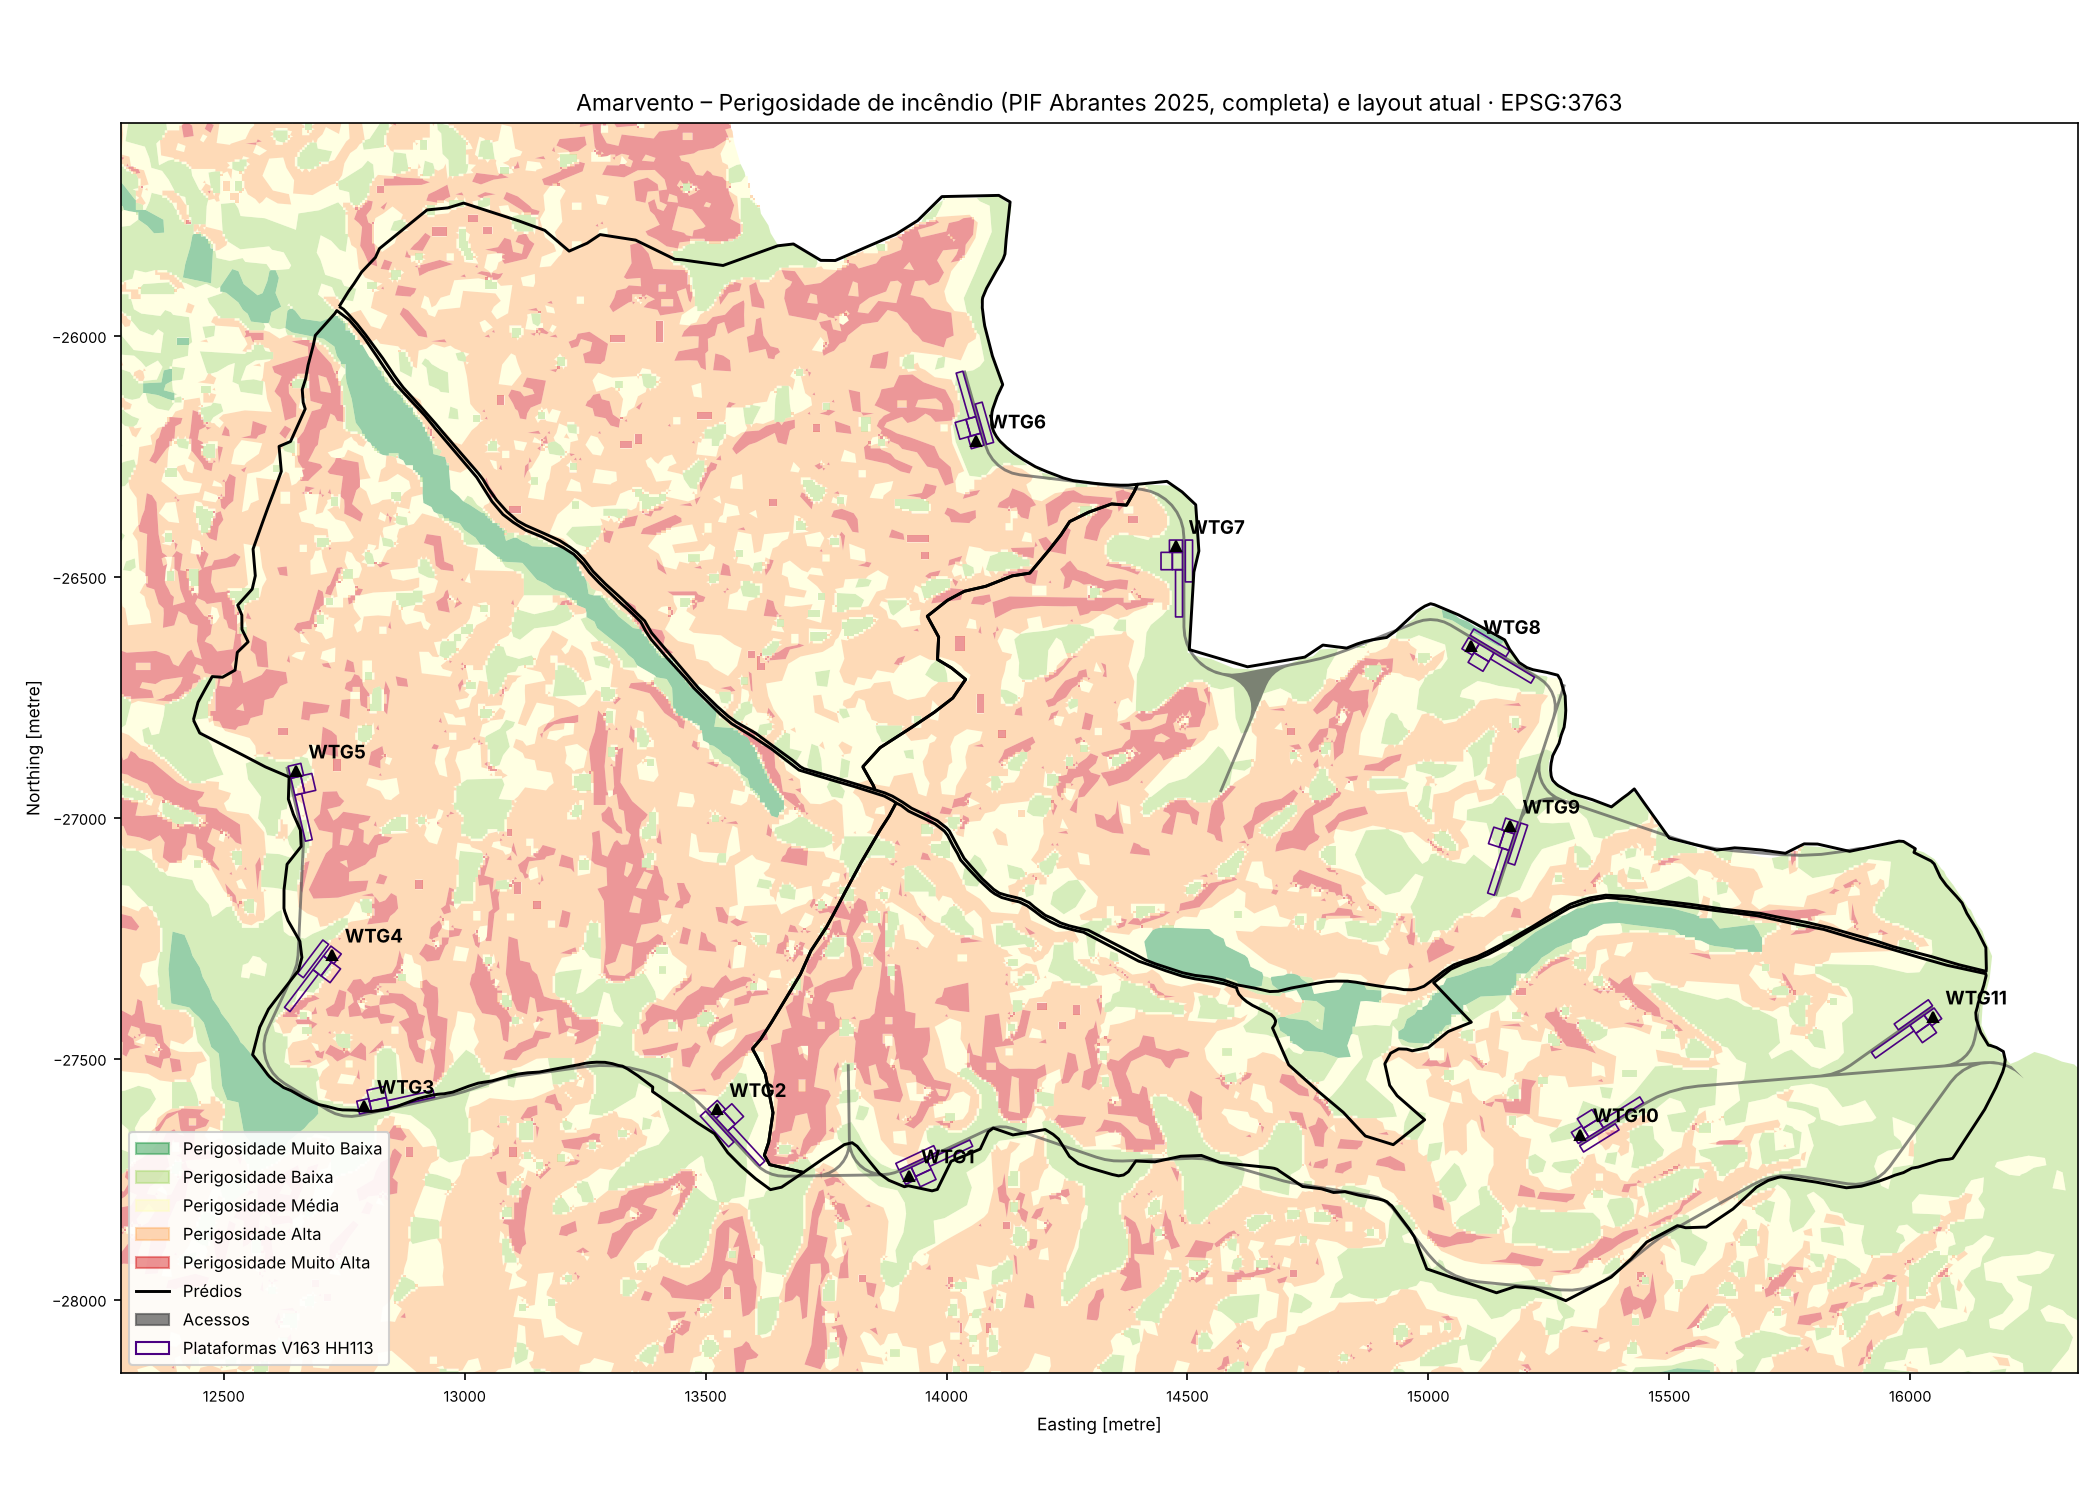 Amarvento – Perigosidade de incêndio (PIF Abrantes 2025, completa) e layout atual · EPSG:3763
WTG6
−26000
WTG7
−26500
WTG8
WTG5
WTG9
Northing [metre]
−27000
WTG4
WTG11
−27500
WTG3
WTG2
WTG10
WTG1
Perigosidade Muito Baixa
Perigosidade Baixa
Perigosidade Média
Perigosidade Alta
Perigosidade Muito Alta
Prédios
−28000
Acessos
Plataformas V163 HH113
12500 13000 13500 14000 14500 15000 15500 16000
Easting [metre]